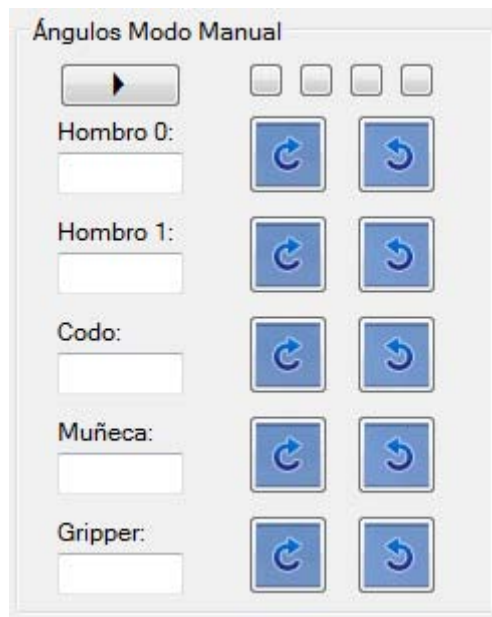 Ángulos Modo Manual
Hombro 0:
Hombro 1:
Codo:
Muñeca:
Gripper: